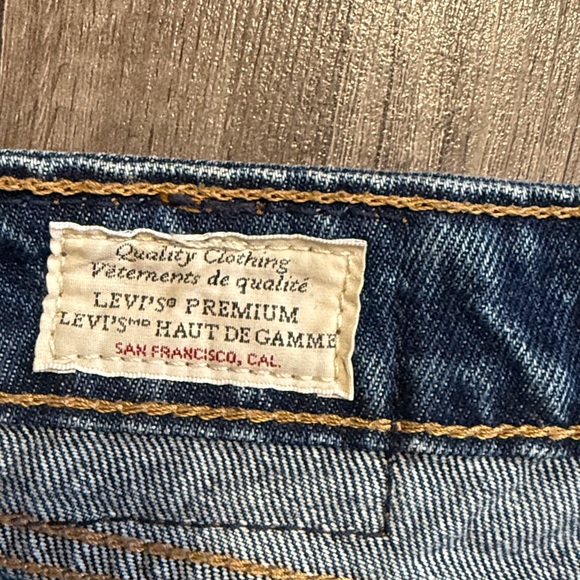 Quality Clothing
Vêtements de qualité
LEVI'S® PREMIUM
LEVI'Sᴹᴰ HAUT DE GAMME
SAN FRANCISCO, CAL.